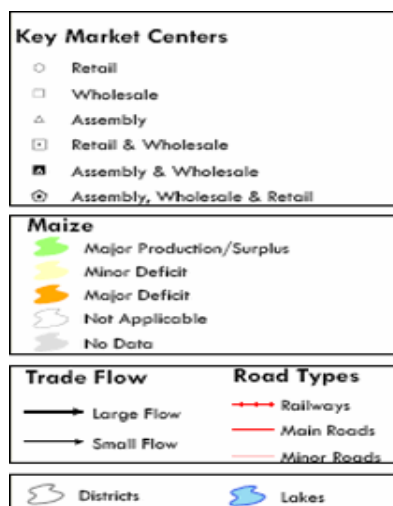 Key Market Centers
Retail
Wholesale
Assembly
Retail & Wholesale
Assembly & Wholesale
Assembly, Wholesale & Retail
Maize
Major Production/Surplus
Minor Deficit
Major Deficit
Not Applicable
No Data
Trade Flow
Large Flow
Small Flow
Road Types
Railways
Main Roads
Minor Roads
Districts
Lakes